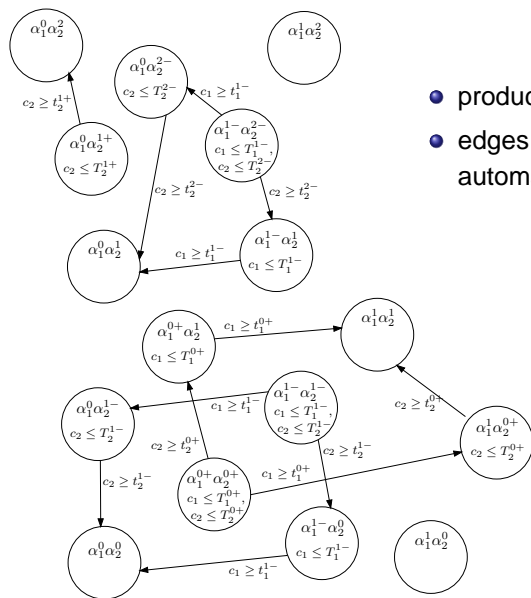 α₁⁰α₂²
α₁⁰α₂²⁻
α₁¹α₂²
c₂ ≤ T₂²⁻
c₁ ≥ t₁¹⁻
c₂ ≥ t₂¹⁺
α₁⁰α₂¹⁺
c₂ ≤ T₂¹⁺
α₁¹⁻α₂²⁻
c₁ ≤ T₁¹⁻,
c₂ ≤ T₂²⁻
c₂ ≥ t₂²⁻
c₂ ≥ t₂²⁻
α₁⁰α₂¹
c₁ ≥ t₁¹⁻
α₁¹⁻α₂¹
c₁ ≤ T₁¹⁻
produc
edges
autom
α₁⁰⁺α₂¹
c₁ ≤ T₁⁰⁺
c₁ ≥ t₁⁰⁺
α₁¹α₂¹
α₁⁰α₂¹⁻
c₂ ≤ T₂¹⁻
c₁ ≥ t₁¹⁻
α₁¹⁻α₂¹⁻
c₁ ≤ T₁¹⁻,
c₂ ≤ T₂¹⁻
c₂ ≥ t₂⁰⁺
α₁¹α₂⁰⁺
c₂ ≤ T₂⁰⁺
c₂ ≥ t₂⁰⁺
c₂ ≥ t₂¹⁻
c₂ ≥ t₂¹⁻
α₁⁰⁺α₂⁰⁺
c₁ ≤ T₁⁰⁺,
c₂ ≤ T₂⁰⁺
c₁ ≥ t₁⁰⁺
α₁⁰α₂⁰
c₁ ≥ t₁¹⁻
α₁¹⁻α₂⁰
c₁ ≤ T₁¹⁻
α₁¹α₂⁰